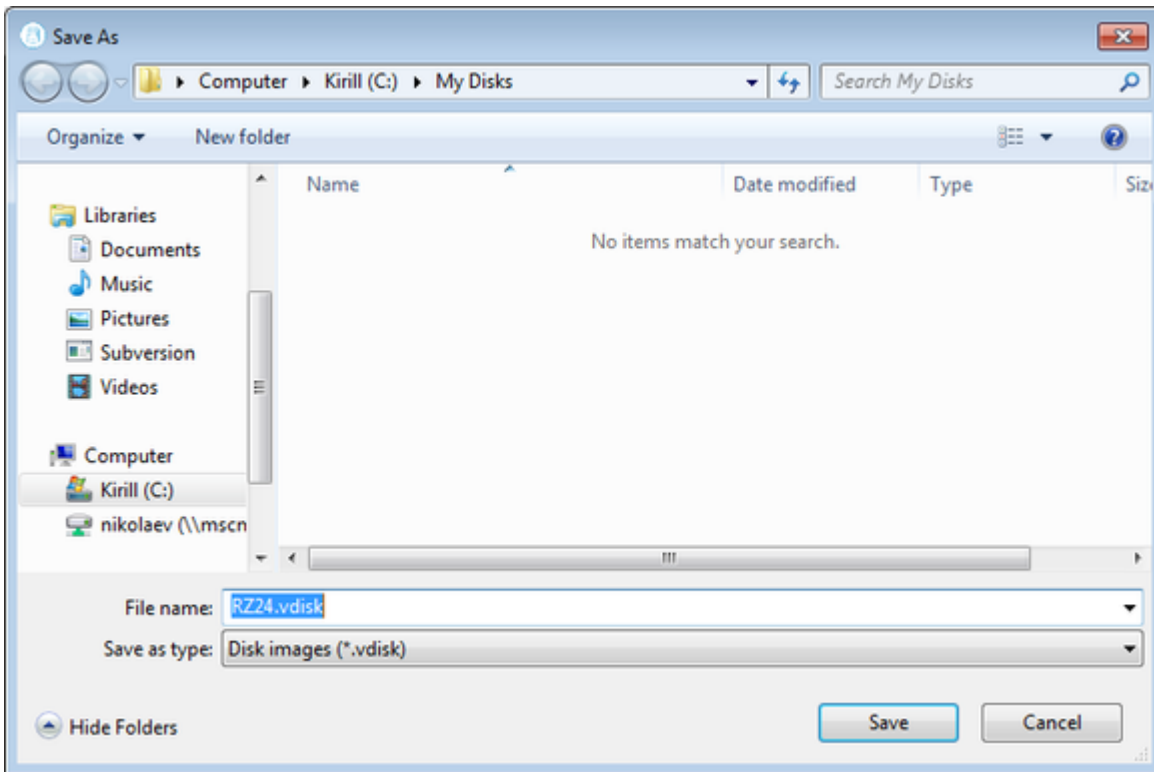 Save As
Computer Kirill (C:) My Disks Search My Disks
Organize New folder
Name Date modified Type Siz
No items match your search.
Libraries
Documents
Music
Pictures
Subversion
Videos
Computer
Kirill (C:)
nikolaev (\\mscn
File name: RZ24.vdisk
Save as type: Disk images (*.vdisk)
Hide Folders Save Cancel